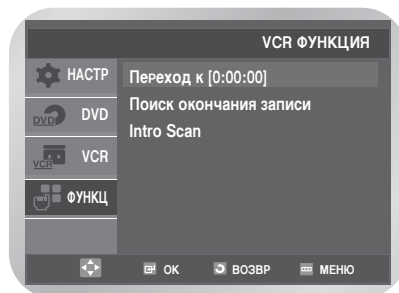 VCR ФУНКЦИЯ
НАСТР
DVD DVD
VCR VCR
ФУНКЦ
Переход к [0:00:00]
Поиск окончания записи
Intro Scan
ОК ВОЗВР МЕНЮ